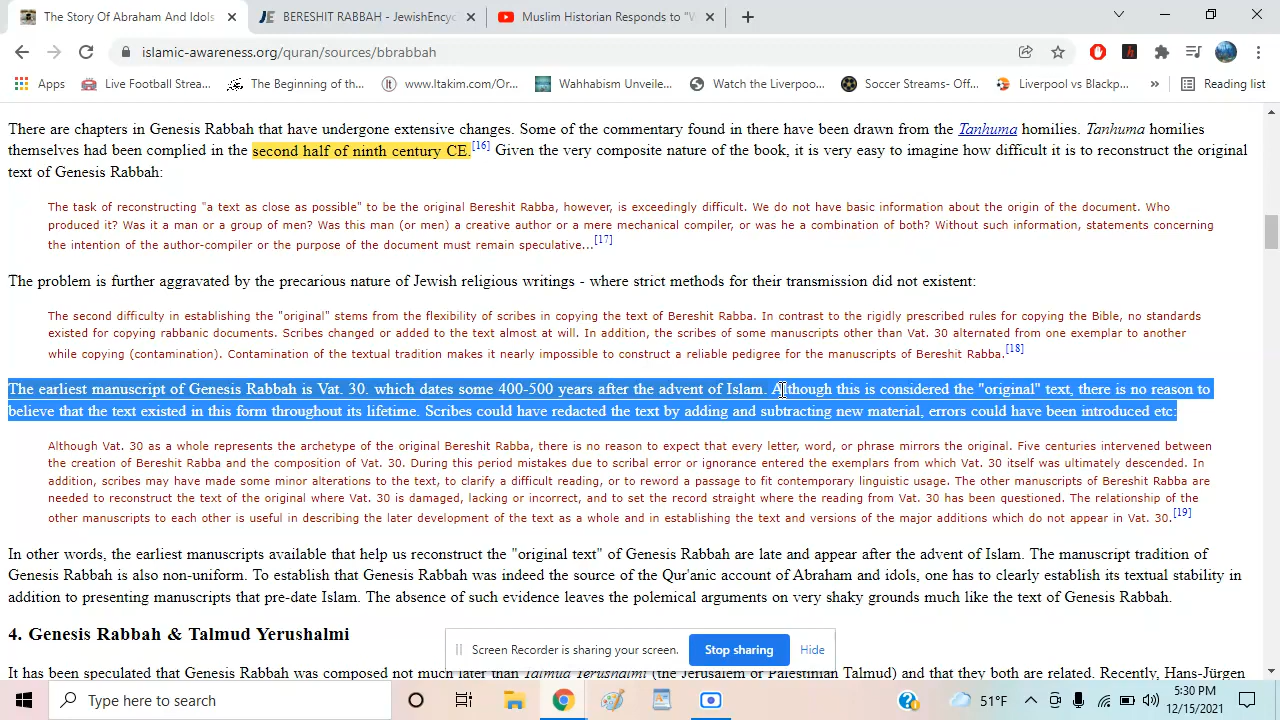 The Story Of Abraham And Idols
BERESHIT RABBAH - JewishEncyc
Muslim Historian Responds to "W
islamic-awareness.org/quran/sources/bbrabbah
Apps
Live Football Strea...
The Beginning of th...
www.ltakim.com/Or...
Wahhabism Unveile...
Watch the Liverpoo...
Soccer Streams- Off...
Liverpool vs Blackp...
»
Reading list
There are chapters in Genesis Rabbah that have undergone extensive changes. Some of the commentary found in there have been drawn from the Tanhuma homilies. Tanhuma homilies
themselves had been complied in the second half of ninth century CE.[16] Given the very composite nature of the book, it is very easy to imagine how difficult it is to reconstruct the original
text of Genesis Rabbah:
The task of reconstructing "a text as close as possible" to be the original Bereshit Rabba, however, is exceedingly difficult. We do not have basic information about the origin of the document. Who
produced it? Was it a man or a group of men? Was this man (or men) a creative author or a mere mechanical compiler, or was he a combination of both? Without such information, statements concerning
the intention of the author-compiler or the purpose of the document must remain speculative...[17]
The problem is further aggravated by the precarious nature of Jewish religious writings - where strict methods for their transmission did not existent:
The second difficulty in establishing the "original" stems from the flexibility of scribes in copying the text of Bereshit Rabba. In contrast to the rigidly prescribed rules for copying the Bible, no standards
existed for copying rabbanic documents. Scribes changed or added to the text almost at will. In addition, the scribes of some manuscripts other than Vat. 30 alternated from one exemplar to another
while copying (contamination). Contamination of the textual tradition makes it nearly impossible to construct a reliable pedigree for the manuscripts of Bereshit Rabba.[18]
The earliest manuscript of Genesis Rabbah is Vat. 30. which dates some 400-500 years after the advent of Islam. Although this is considered the "original" text, there is no reason to
believe that the text existed in this form throughout its lifetime. Scribes could have redacted the text by adding and subtracting new material, errors could have been introduced etc:
Although Vat. 30 as a whole represents the archetype of the original Bereshit Rabba, there is no reason to expect that every letter, word, or phrase mirrors the original. Five centuries intervened between
the creation of Bereshit Rabba and the composition of Vat. 30. During this period mistakes due to scribal error or ignorance entered the exemplars from which Vat. 30 itself was ultimately descended. In
addition, scribes may have made some minor alterations to the text, to clarify a difficult reading, or to reword a passage to fit contemporary linguistic usage. The other manuscripts of Bereshit Rabba are
needed to reconstruct the text of the original where Vat. 30 is damaged, lacking or incorrect, and to set the record straight where the reading from Vat. 30 has been questioned. The relationship of the
other manuscripts to each other is useful in describing the later development of the text as a whole and in establishing the text and versions of the major additions which do not appear in Vat. 30.[19]
In other words, the earliest manuscripts available that help us reconstruct the "original text" of Genesis Rabbah are late and appear after the advent of Islam. The manuscript tradition of
Genesis Rabbah is also non-uniform. To establish that Genesis Rabbah was indeed the source of the Qur'anic account of Abraham and idols, one has to clearly establish its textual stability in
addition to presenting manuscripts that pre-date Islam. The absence of such evidence leaves the polemical arguments on very shaky grounds much like the text of Genesis Rabbah.
4. Genesis Rabbah & Talmud Yerushalmi
Screen Recorder is sharing your screen.
Stop sharing
Hide
It has been speculated that Genesis Rabbah was composed not much later than Talmud Yerushalmi (the Jerusalem or Palestinian Talmud) and that they both are related. Recently, Hans-Jürgen
Type here to search
51°F
5:30 PM
12/15/2021